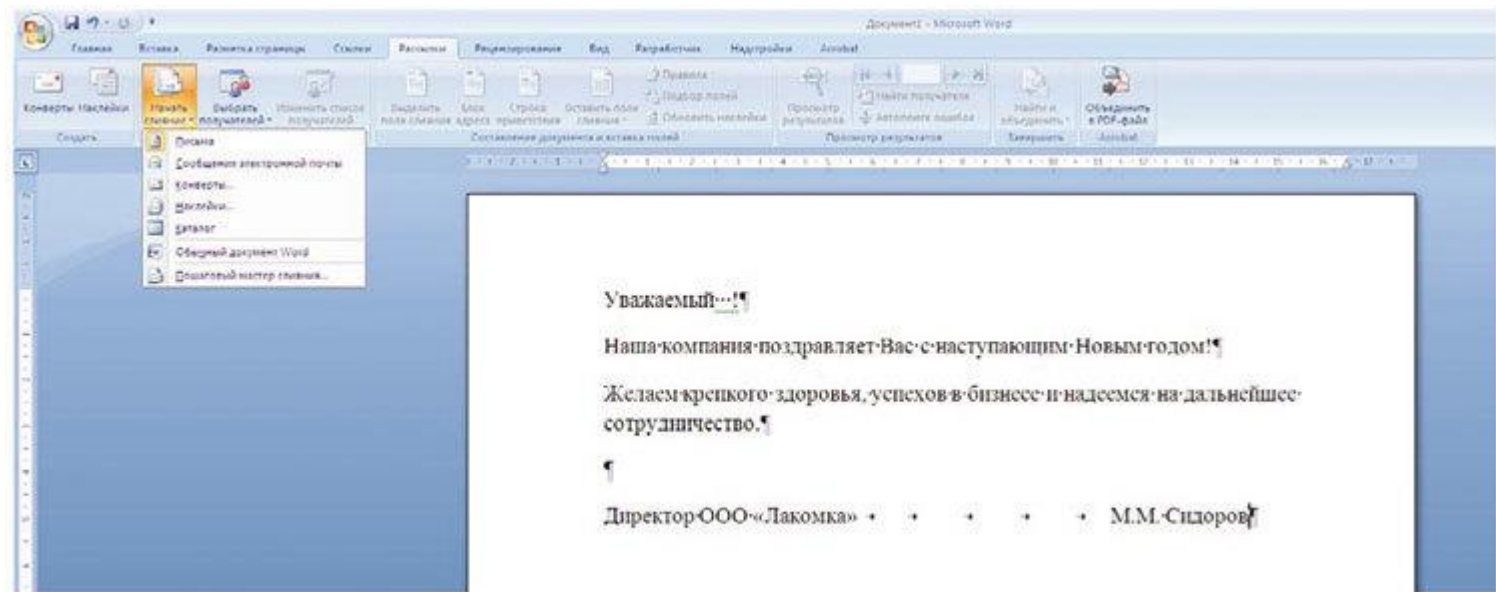 Документ1 - Microsoft Word
Главная Вставка Разметка страницы Ссылки Рассылки Рецензирование Вид Разработчик Надстройки Acrobat
Конверты Наклейки Начать слияние Выбрать получателей Изменить список получателей Выделить поля слияния Блок адреса Строка приветствия Вставить поле слияния Правила Подбор полей Обновить наклейки Просмотр результатов Найти получателя Автопоиск ошибок Найти и объединить Объединить в PDF-файл
Создать Составление документа и вставка полей Просмотр результатов Завершить Acrobat
Письма
Сообщения электронной почты
Конверты...
Наклейки...
Каталог
Обычный документ Word
Пошаговый мастер слияния...
Уважаемый···!¶
Наша·компания·поздравляет·Вас·с·наступающим·Новым·годом!¶
Желаем·крепкого·здоровья,·успехов·в·бизнесе·и·надеемся·на·дальнейшее·
сотрудничество.¶
¶
Директор·ООО·«Лакомка» → → → → → М.М.·Сидоров¶